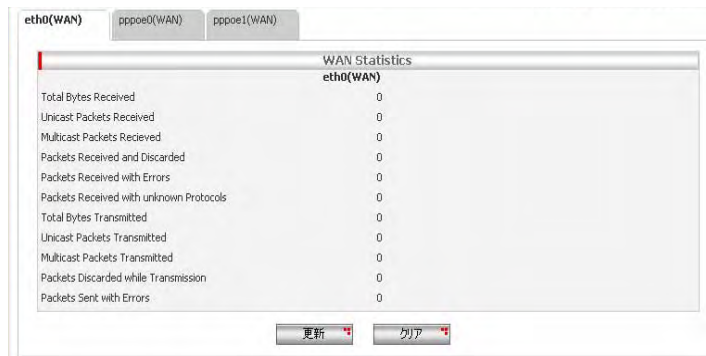 eth0(WAN) pppoe0(WAN) pppoe1(WAN)
WAN Statistics
eth0(WAN)
Total Bytes Received 0
Unicast Packets Received 0
Multicast Packets Recieved 0
Packets Received and Discarded 0
Packets Received with Errors 0
Packets Received with unknown Protocols 0
Total Bytes Transmitted 0
Unicast Packets Transmitted 0
Multicast Packets Transmitted 0
Packets Discarded while Transmission 0
Packets Sent with Errors 0
更新 クリア